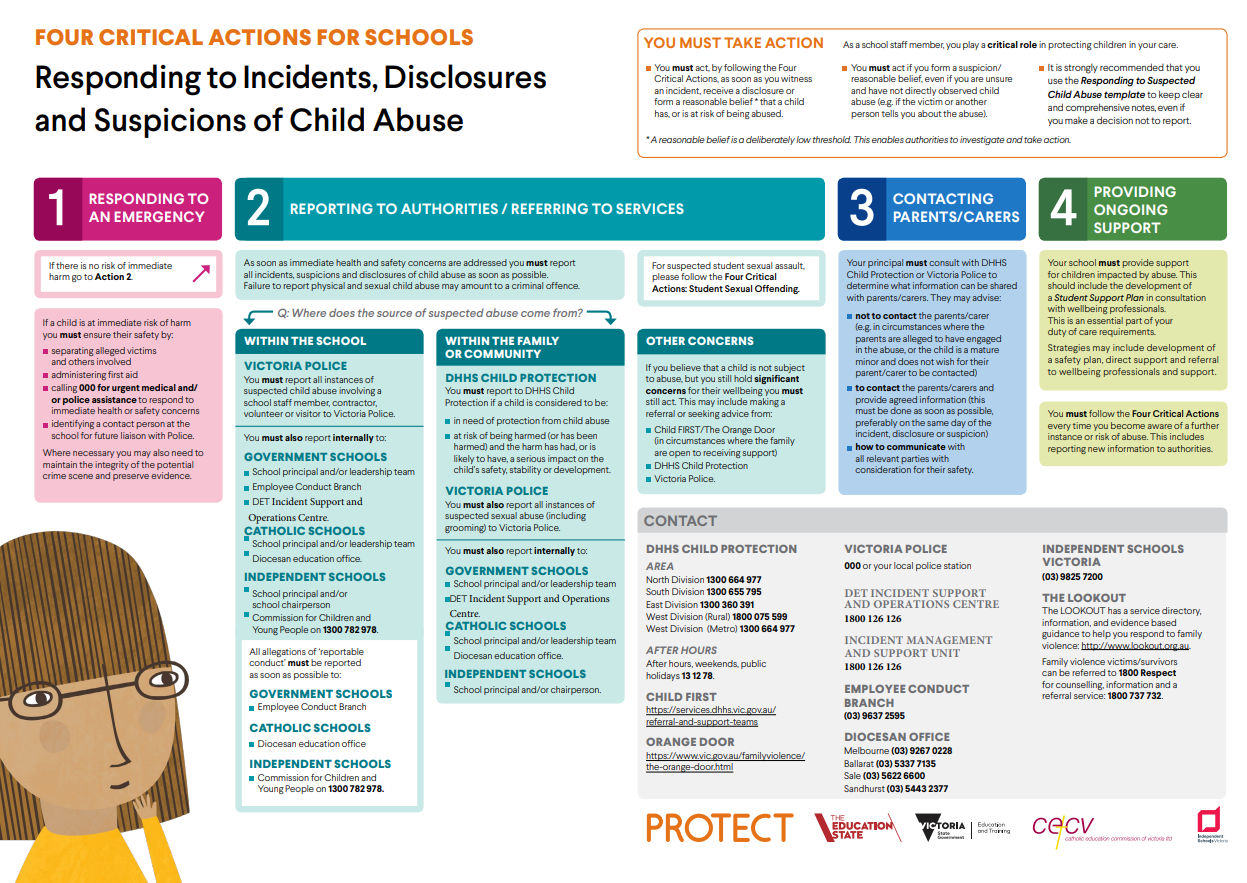 FOUR CRITICAL ACTIONS FOR SCHOOLS
Responding to Incidents, Disclosures
and Suspicions of Child Abuse
YOU MUST TAKE ACTION
As a school staff member, you play a critical role in protecting children in your care.
You must act, by following the Four
Critical Actions, as soon as you witness
an incident, receive a disclosure or
form a reasonable belief * that a child
has, or is at risk of being abused.
You must act if you form a suspicion/
reasonable belief, even if you are unsure
and have not directly observed child
abuse (e.g. if the victim or another
person tells you about the abuse).
It is strongly recommended that you
use the Responding to Suspected
Child Abuse template to keep clear
and comprehensive notes, even if
you make a decision not to report.
* A reasonable belief is a deliberately low threshold. This enables authorities to investigate and take action.
1
RESPONDING TO
AN EMERGENCY
If there is no risk of immediate
harm go to Action 2.
If a child is at immediate risk of harm
you must ensure their safety by:
separating alleged victims
and others involved
administering first aid
calling 000 for urgent medical and/
or police assistance to respond to
immediate health or safety concerns
identifying a contact person at the
school for future liaison with Police.
Where necessary you may also need to
maintain the integrity of the potential
crime scene and preserve evidence.
2
REPORTING TO AUTHORITIES / REFERRING TO SERVICES
As soon as immediate health and safety concerns are addressed you must report
all incidents, suspicions and disclosures of child abuse as soon as possible.
Failure to report physical and sexual child abuse may amount to a criminal offence.
Q: Where does the source of suspected abuse come from?
WITHIN THE SCHOOL
VICTORIA POLICE
You must report all instances of
suspected child abuse involving a
school staff member, contractor,
volunteer or visitor to Victoria Police.
You must also report internally to:
GOVERNMENT SCHOOLS
School principal and/or leadership team
Employee Conduct Branch
DET Incident Support and
Operations Centre.
CATHOLIC SCHOOLS
School principal and/or leadership team
Diocesan education office.
INDEPENDENT SCHOOLS
School principal and/or
school chairperson
Commission for Children and
Young People on 1300 782 978.
All allegations of 'reportable
conduct' must be reported
as soon as possible to:
GOVERNMENT SCHOOLS
Employee Conduct Branch
CATHOLIC SCHOOLS
Diocesan education office
INDEPENDENT SCHOOLS
Commission for Children and
Young People on 1300 782 978.
WITHIN THE FAMILY
OR COMMUNITY
DHHS CHILD PROTECTION
You must report to DHHS Child
Protection if a child is considered to be:
in need of protection from child abuse
at risk of being harmed (or has been
harmed) and the harm has had, or is
likely to have, a serious impact on the
child's safety, stability or development.
VICTORIA POLICE
You must also report all instances of
suspected sexual abuse (including
grooming) to Victoria Police.
You must also report internally to:
GOVERNMENT SCHOOLS
School principal and/or leadership team
DET Incident Support and Operations
Centre.
CATHOLIC SCHOOLS
School principal and/or leadership team
Diocesan education office.
INDEPENDENT SCHOOLS
School principal and/or chairperson.
For suspected student sexual assault,
please follow the Four Critical
Actions: Student Sexual Offending.
OTHER CONCERNS
If you believe that a child is not subject
to abuse, but you still hold significant
concerns for their wellbeing you must
still act. This may include making a
referral or seeking advice from:
Child FIRST/The Orange Door
(in circumstances where the family
are open to receiving support)
DHHS Child Protection
Victoria Police.
3
CONTACTING
PARENTS/CARERS
Your principal must consult with DHHS
Child Protection or Victoria Police to
determine what information can be shared
with parents/carers. They may advise:
not to contact the parents/carer
(e.g. in circumstances where the
parents are alleged to have engaged
in the abuse, or the child is a mature
minor and does not wish for their
parent/carer to be contacted)
to contact the parents/carers and
provide agreed information (this
must be done as soon as possible,
preferably on the same day of the
incident, disclosure or suspicion)
how to communicate with
all relevant parties with
consideration for their safety.
4
PROVIDING
ONGOING
SUPPORT
Your school must provide support
for children impacted by abuse. This
should include the development of
a Student Support Plan in consultation
with wellbeing professionals.
This is an essential part of your
duty of care requirements.
Strategies may include development of
a safety plan, direct support and referral
to wellbeing professionals and support.
You must follow the Four Critical Actions
every time you become aware of a further
instance or risk of abuse. This includes
reporting new information to authorities.
CONTACT
DHHS CHILD PROTECTION
AREA
North Division 1300 664 977
South Division 1300 655 795
East Division 1300 360 391
West Division (Rural) 1800 075 599
West Division (Metro) 1300 664 977
AFTER HOURS
After hours, weekends, public
holidays 13 12 78.
CHILD FIRST
https://services.dhhs.vic.gov.au/
referral-and-support-teams
ORANGE DOOR
https://www.vic.gov.au/familyviolence/
the-orange-door.html
VICTORIA POLICE
000 or your local police station
DET INCIDENT SUPPORT
AND OPERATIONS CENTRE
1800 126 126
INCIDENT MANAGEMENT
AND SUPPORT UNIT
1800 126 126
EMPLOYEE CONDUCT
BRANCH
(03) 9637 2595
DIOCESAN OFFICE
Melbourne (03) 9267 0228
Ballarat (03) 5337 7135
Sale (03) 5622 6600
Sandhurst (03) 5443 2377
INDEPENDENT SCHOOLS
VICTORIA
(03) 9825 7200
THE LOOKOUT
The LOOKOUT has a service directory,
information, and evidence based
guidance to help you respond to family
violence: http://www.lookout.org.au.
Family violence victims/survivors
can be referred to 1800 Respect
for counselling, information and a
referral service: 1800 737 732.
PROTECT
THE
EDUCATION
STATE
VICTORIA
State
Government
Education
and Training
cecv
catholic education commission of victoria ltd
Independent
Schools Victoria